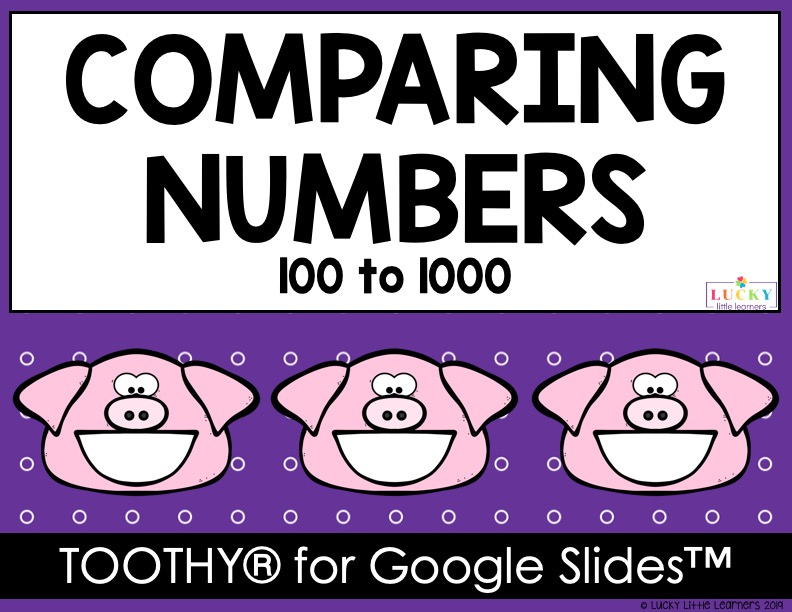 COMPARING
NUMBERS
100 to 1000
LUCKY
little learners
TOOTHY® for Google Slides™
© Lucky Little Learners 2019